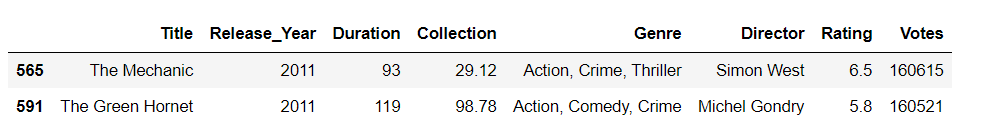 Title Release_Year Duration Collection Genre Director Rating Votes
565 The Mechanic 2011 93 29.12 Action, Crime, Thriller Simon West 6.5 160615
591 The Green Hornet 2011 119 98.78 Action, Comedy, Crime Michel Gondry 5.8 160521